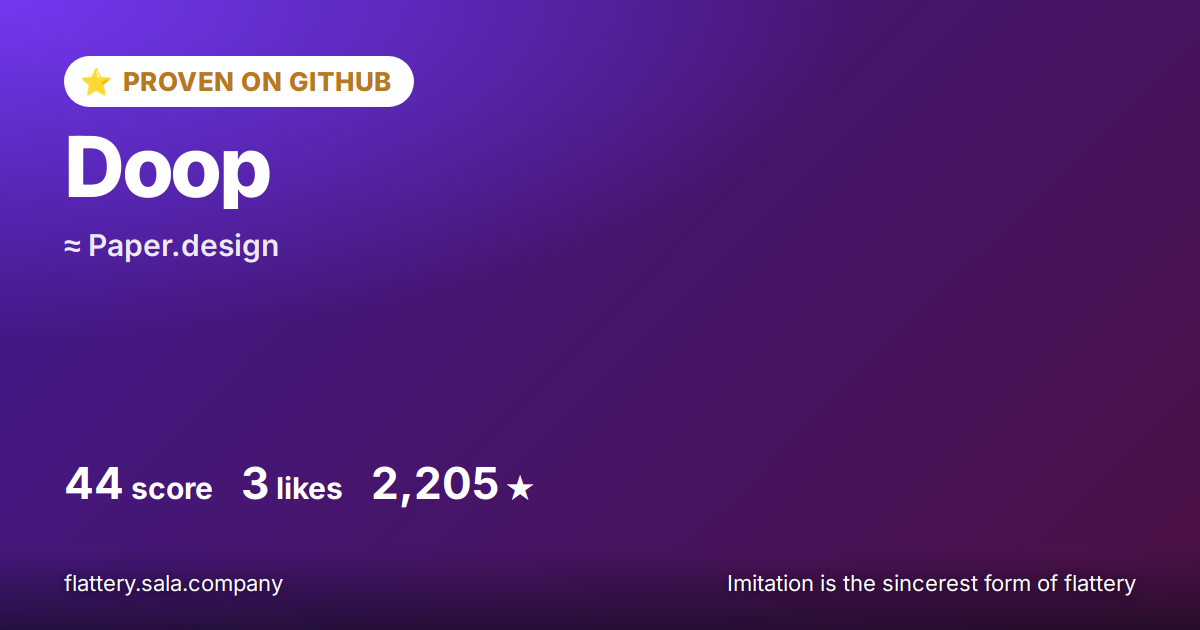 ⭐ PROVEN ON GITHUB
Doop
≈ Paper.design
44 score 3 likes 2,205 ★
flattery.sala.company
Imitation is the sincerest form of flattery